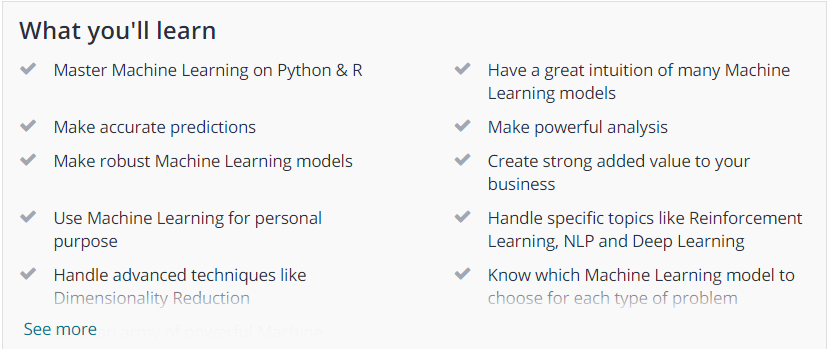 What you'll learn
Master Machine Learning on Python & R
Have a great intuition of many Machine
Learning models
Make accurate predictions
Make powerful analysis
Make robust Machine Learning models
Create strong added value to your
business
Use Machine Learning for personal
purpose
Handle specific topics like Reinforcement
Learning, NLP and Deep Learning
Handle advanced techniques like
Dimensionality Reduction
Know which Machine Learning model to
choose for each type of problem
See more